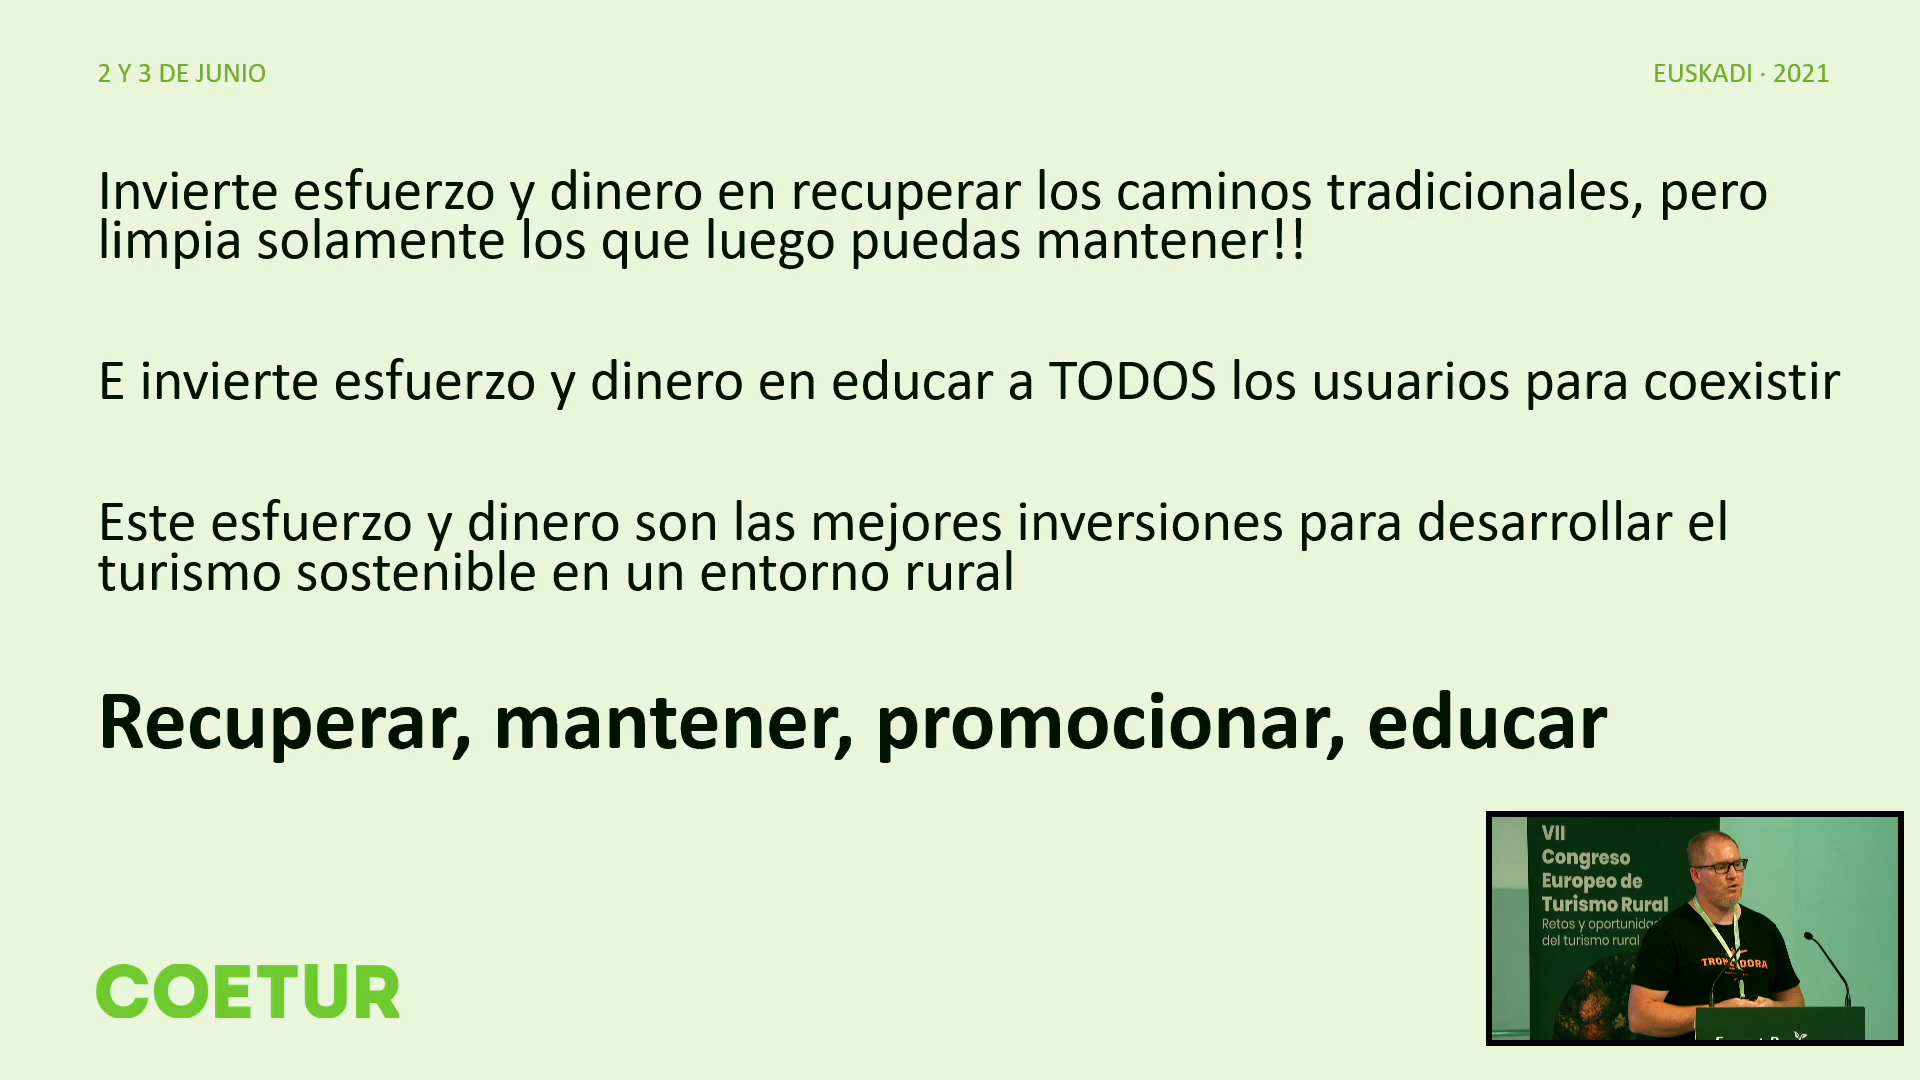 2 Y 3 DE JUNIO
EUSKADI · 2021
Invierte esfuerzo y dinero en recuperar los caminos tradicionales, pero
limpia solamente los que luego puedas mantener!!
E invierte esfuerzo y dinero en educar a TODOS los usuarios para coexistir
Este esfuerzo y dinero son las mejores inversiones para desarrollar el
turismo sostenible en un entorno rural
Recuperar, mantener, promocionar, educar
COETUR
VII
Congreso
Europeo de
Turismo Rural
Retos y
del turismo rural